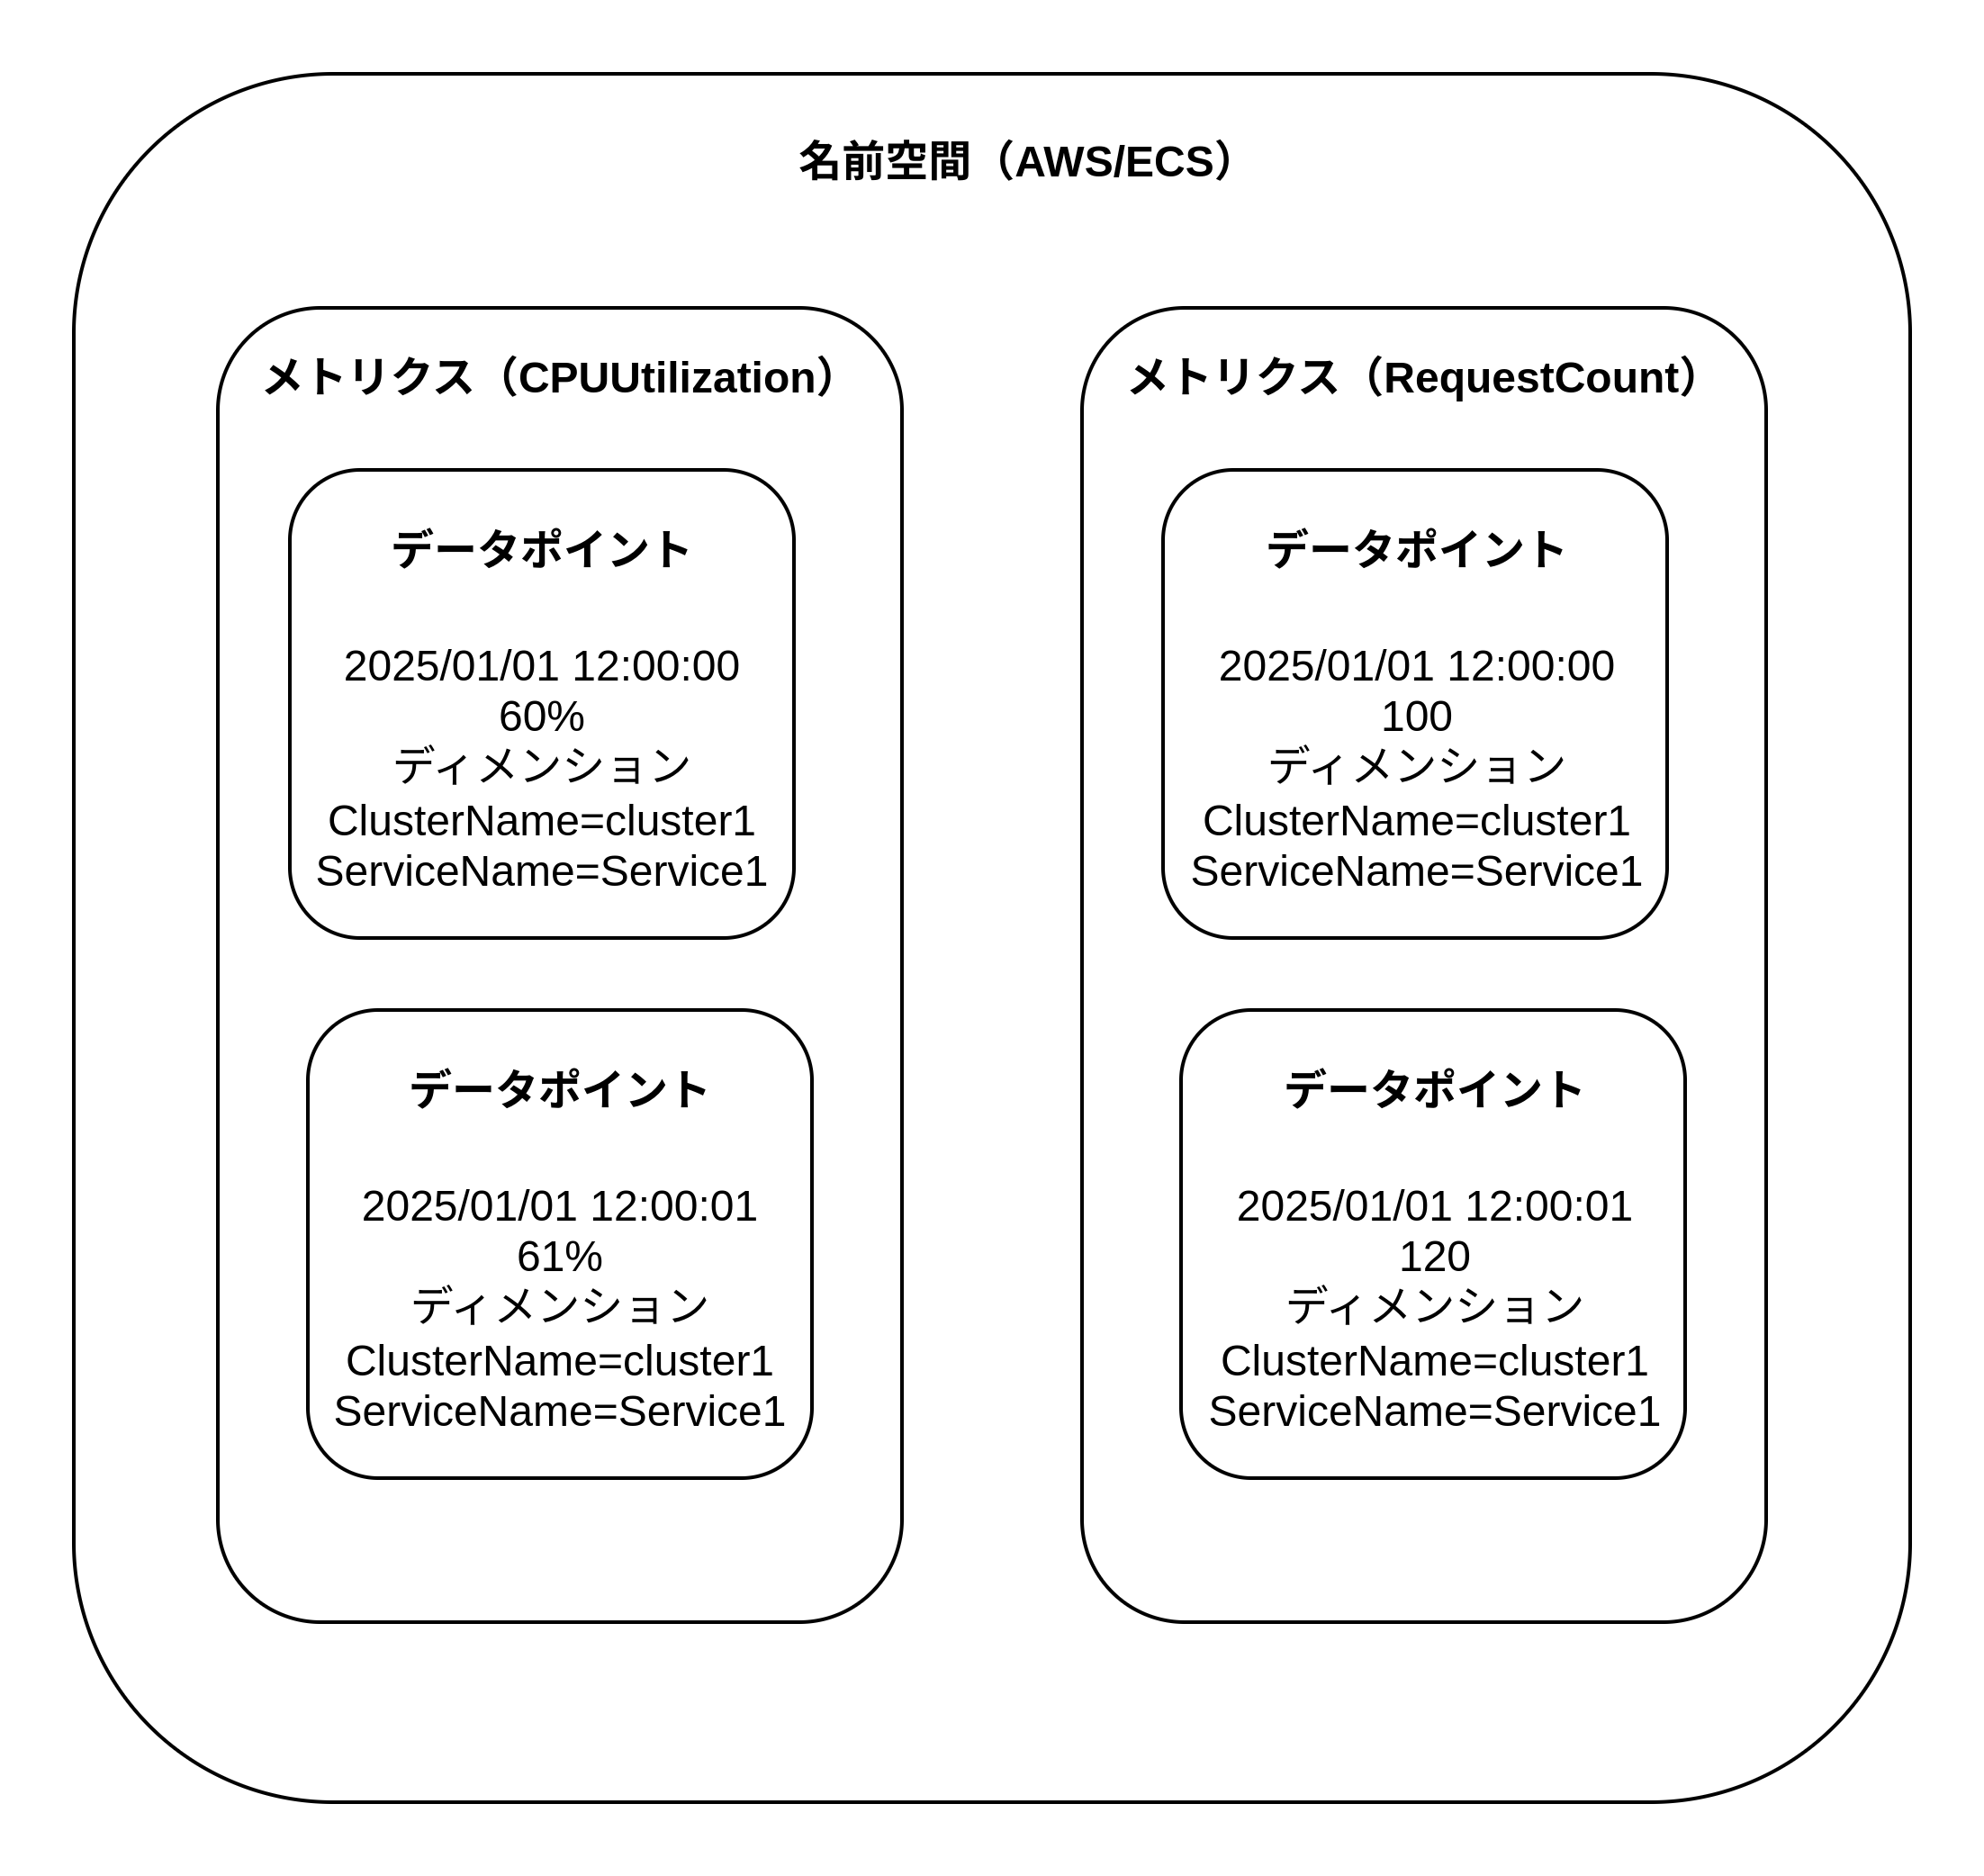 名前空間（AWS/ECS）
メトリクス（CPUUtilization）
データポイント
2025/01/01 12:00:00
60%
ディメンション
ClusterName=cluster1
ServiceName=Service1
データポイント
2025/01/01 12:00:01
61%
ディメンション
ClusterName=cluster1
ServiceName=Service1
メトリクス（RequestCount）
データポイント
2025/01/01 12:00:00
100
ディメンション
ClusterName=cluster1
ServiceName=Service1
データポイント
2025/01/01 12:00:01
120
ディメンション
ClusterName=cluster1
ServiceName=Service1